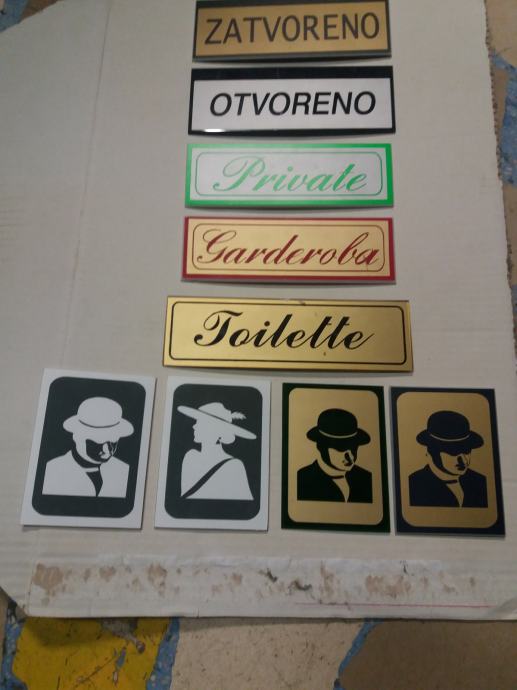 ZATVORENO
OTVORENO
Private
Garderoba
Toilette